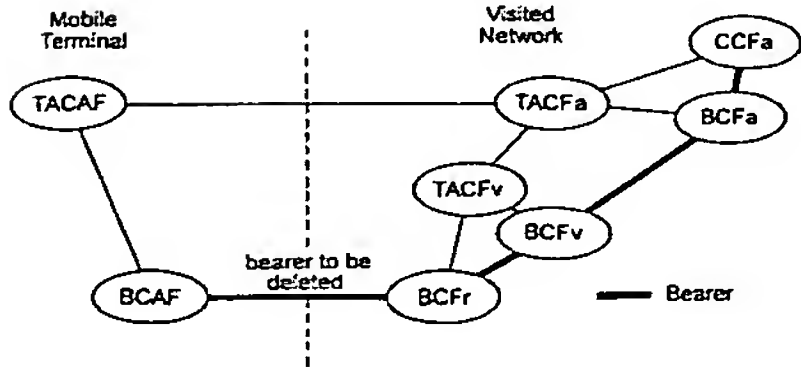 Mobile
Terminal
Visited
Network
CCFa
TACAF
TACFa
BCFa
TACFv
BCFv
bearer to be
deleted
BCAF
BCFr
Bearer